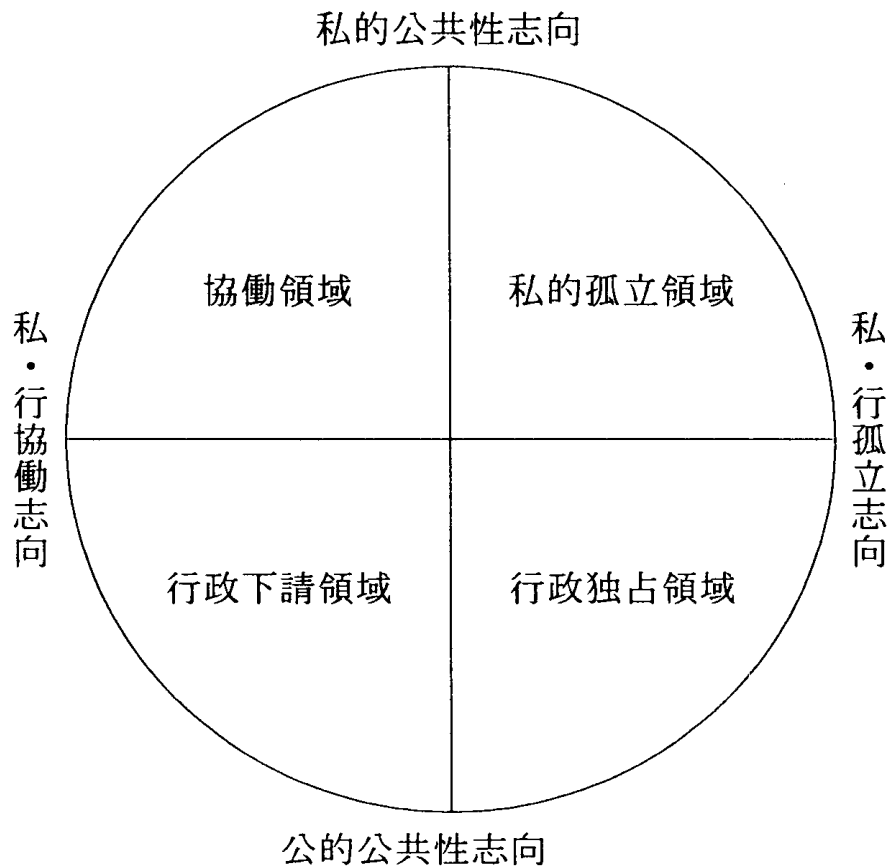 私的公共性志向
協働領域
私的孤立領域
私・行協働志向
私・行孤立志向
行政下請領域
行政独占領域
公的公共性志向